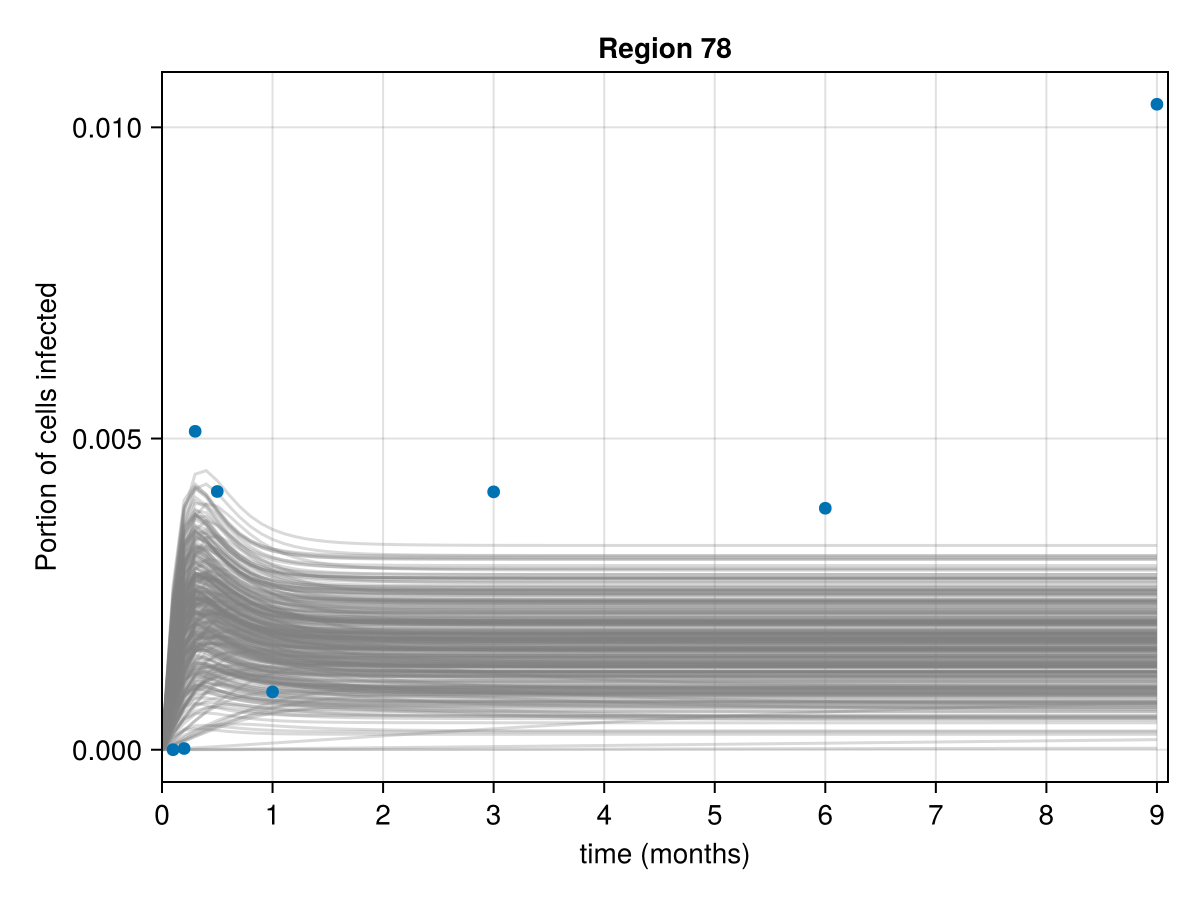 Region 78
0.010
0.005
0.000
Portion of cells infected
0 1 2 3 4 5 6 7 8 9
time (months)